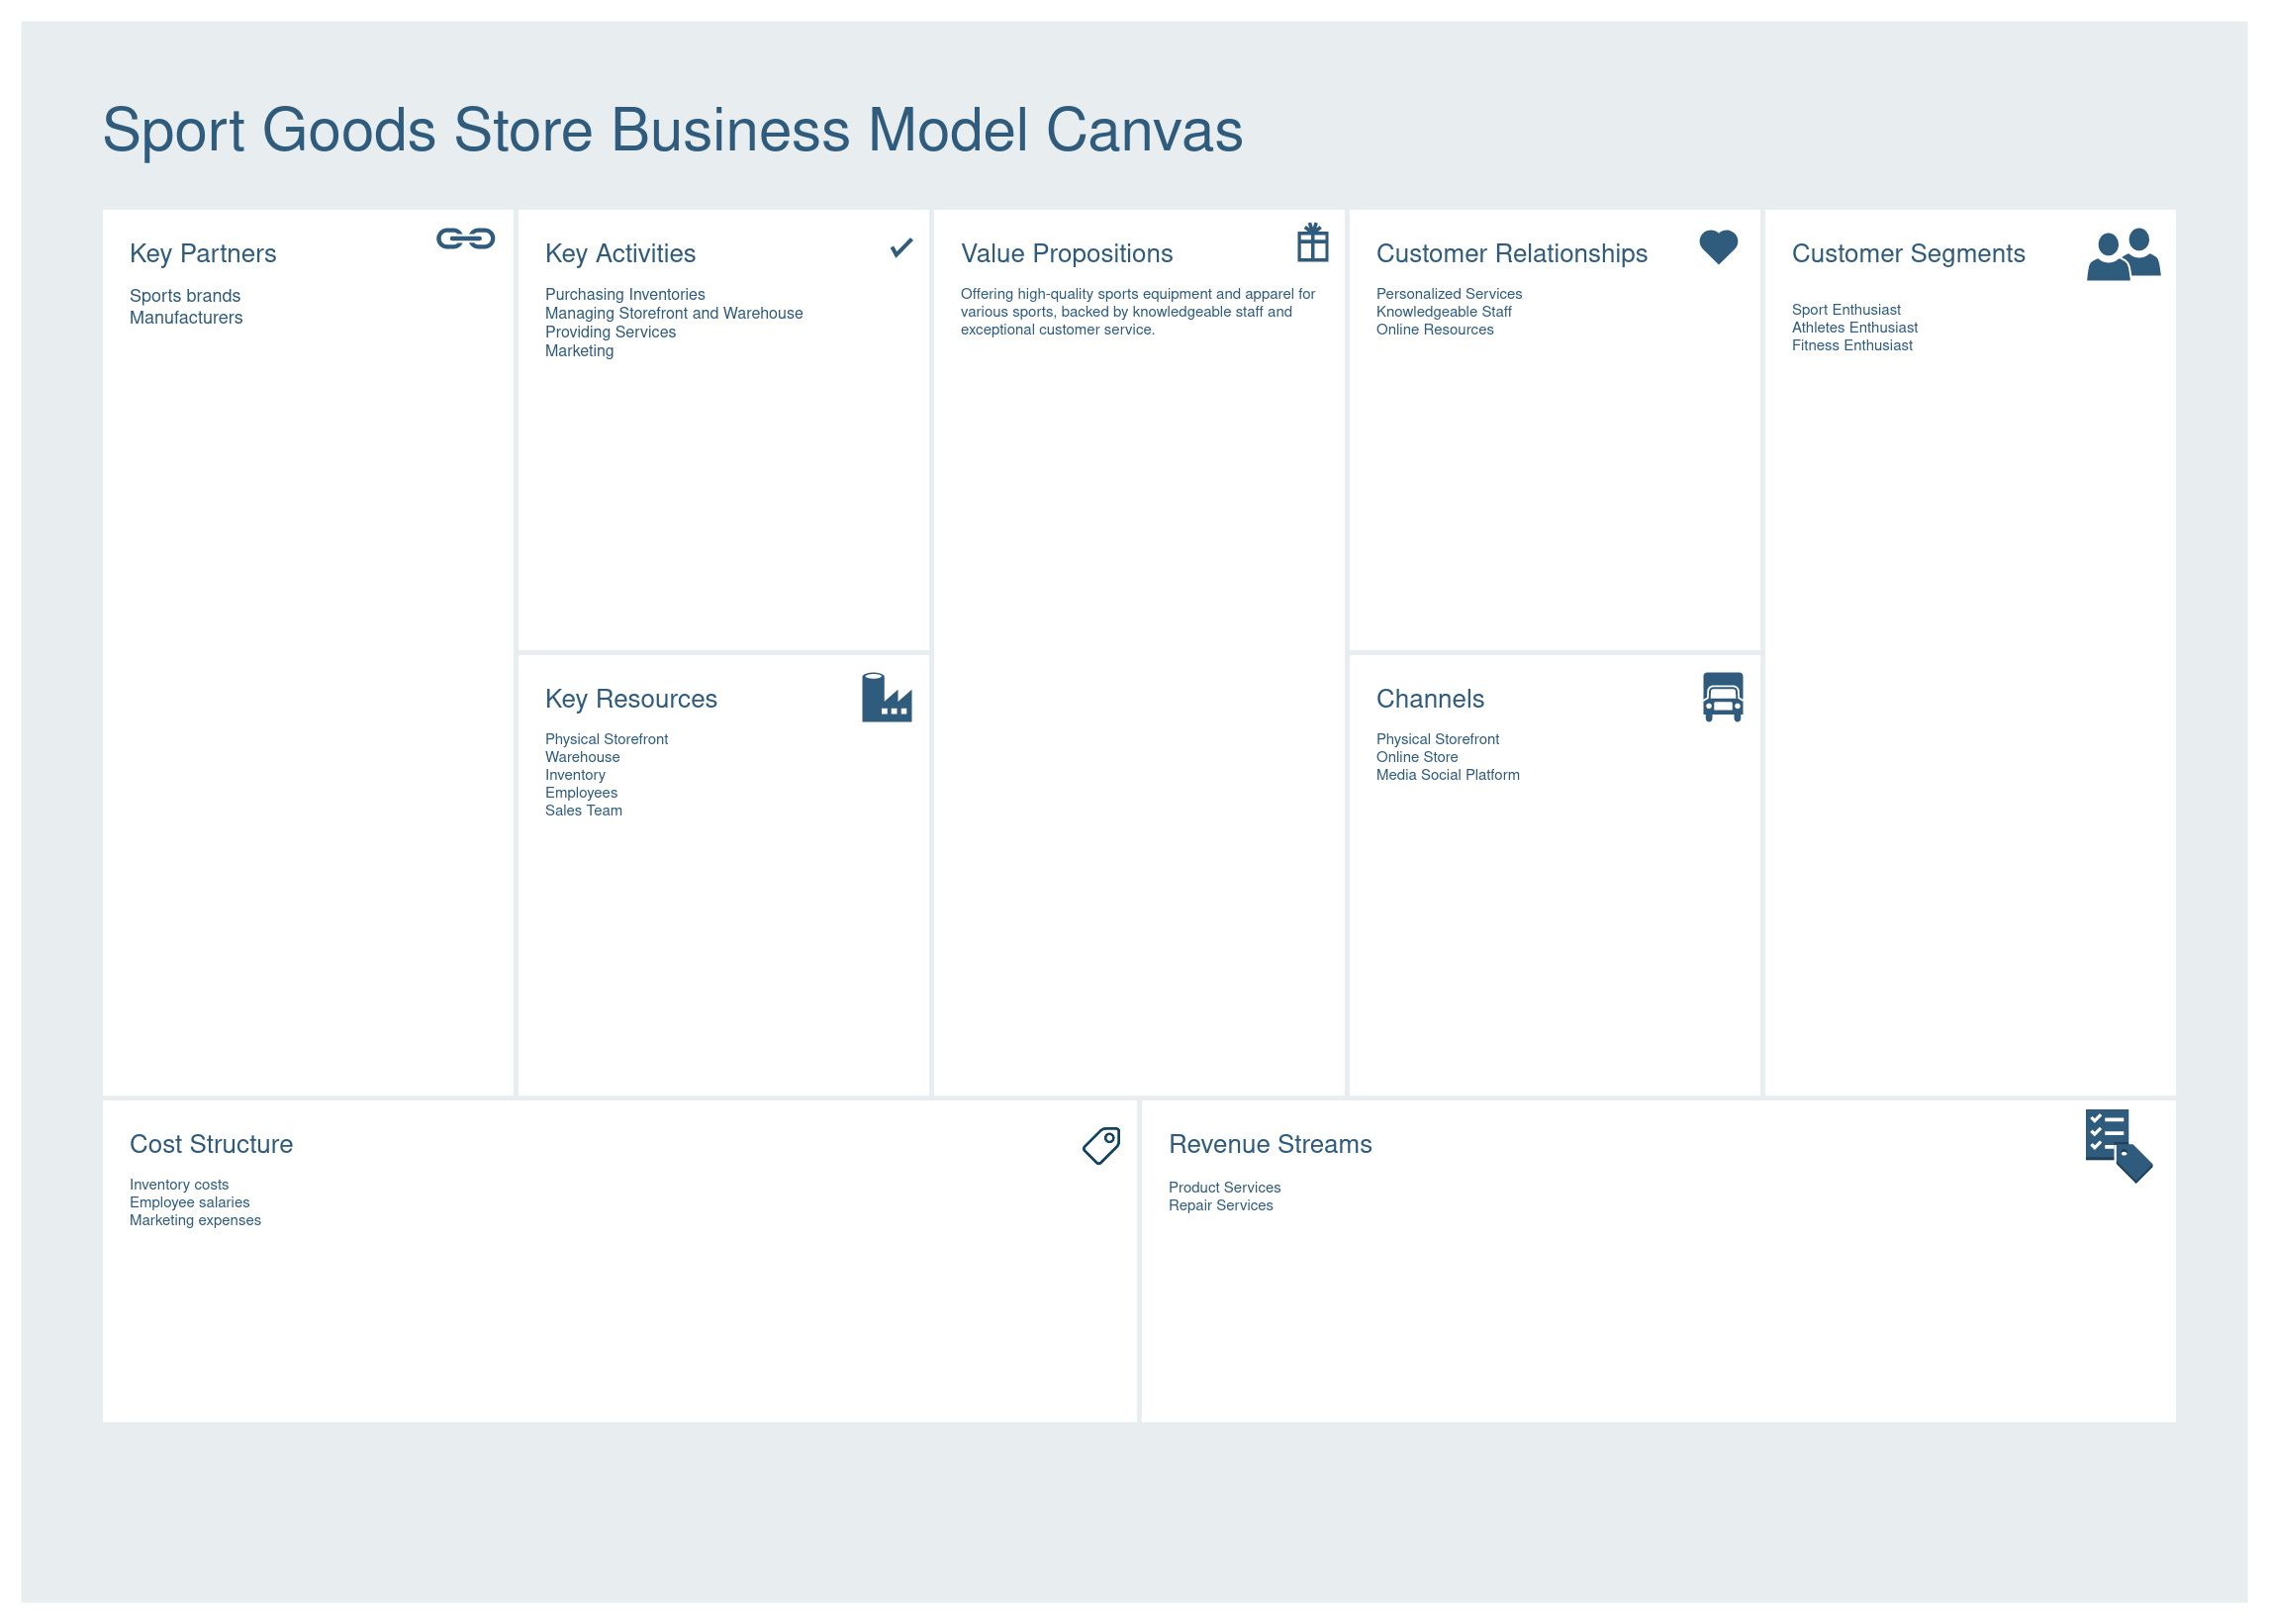 Sport Goods Store Business Model Canvas
Key Partners
Sports brands
Manufacturers
Key Activities
Purchasing Inventories
Managing Storefront and Warehouse
Providing Services
Marketing
Key Resources
Physical Storefront
Warehouse
Inventory
Employees
Sales Team
Value Propositions
Offering high-quality sports equipment and apparel for
various sports, backed by knowledgeable staff and
exceptional customer service.
Customer Relationships
Personalized Services
Knowledgeable Staff
Online Resources
Channels
Physical Storefront
Online Store
Media Social Platform
Customer Segments
Sport Enthusiast
Athletes Enthusiast
Fitness Enthusiast
Cost Structure
Inventory costs
Employee salaries
Marketing expenses
Revenue Streams
Product Services
Repair Services